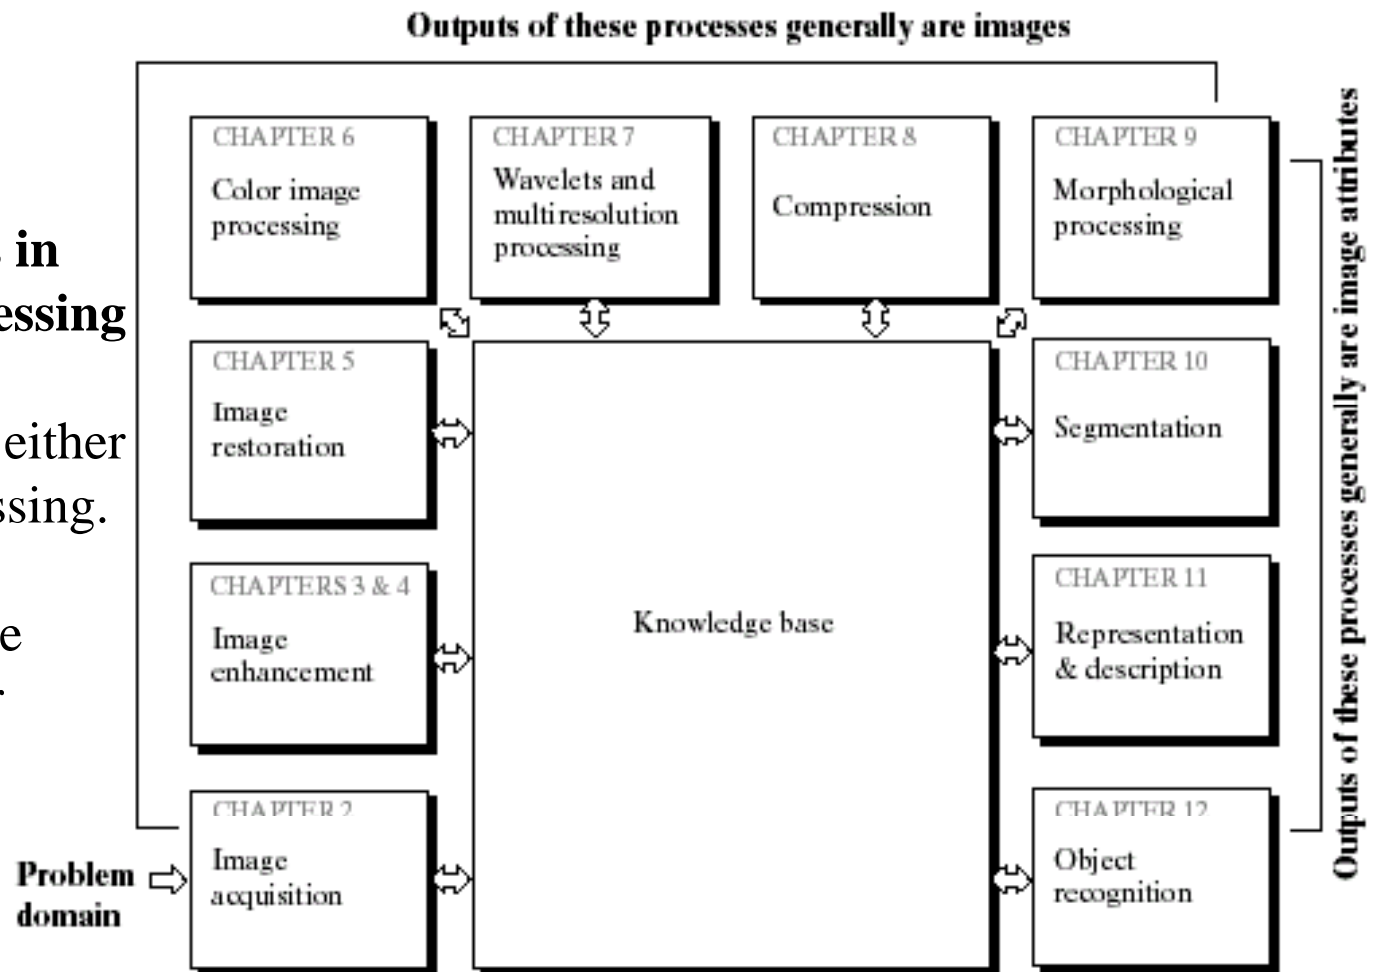 Outputs of these processes generally are images
in
essing
either
ssing.
e
r
CHAPTER 6
Color image
processing
CHAPTER 7
Wavelets and
multiresolution
processing
CHAPTER 8
Compression
CHAPTER 9
Morphological
processing
CHAPTER 5
Image
restoration
CHAPTER 10
Segmentation
CHAPTERS 3 & 4
Image
enhancement
Knowledge base
CHAPTER 11
Representation
& description
CHAPTER 2
Image
acquisition
CHAPTER 12
Object
recognition
Problem
domain
Outputs of these processes generally are image attributes